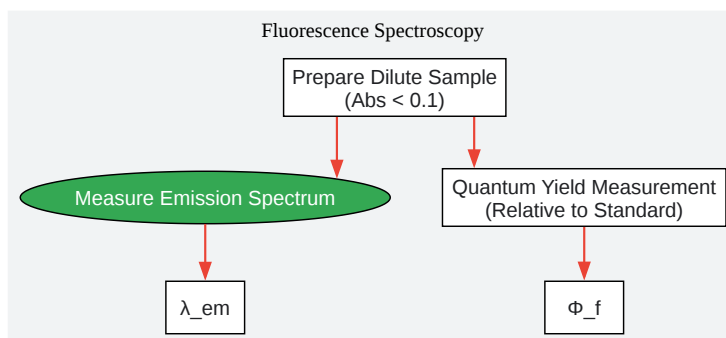 Fluorescence Spectroscopy
Prepare Dilute Sample
(Abs < 0.1)
Measure Emission Spectrum
Quantum Yield Measurement
(Relative to Standard)
λ_em
Φ_f